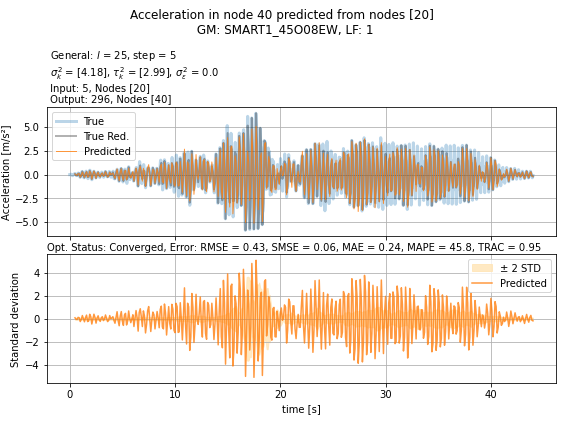 Acceleration in node 40 predicted from nodes [20]
GM: SMART1_45O08EW, LF: 1
General: l = 25, step = 5
σ²ₖ = [4.18], τ²ₖ = [2.99], σ²ε = 0.0
Input: 5, Nodes [20]
Output: 296, Nodes [40]
Acceleration [m/s²]
5.0
2.5
0.0
−2.5
−5.0
True
True Red.
Predicted
Opt. Status: Converged, Error: RMSE = 0.43, SMSE = 0.06, MAE = 0.24, MAPE = 45.8, TRAC = 0.95
Standard deviation
4
2
0
−2
−4
± 2 STD
Predicted
0 10 20 30 40
time [s]